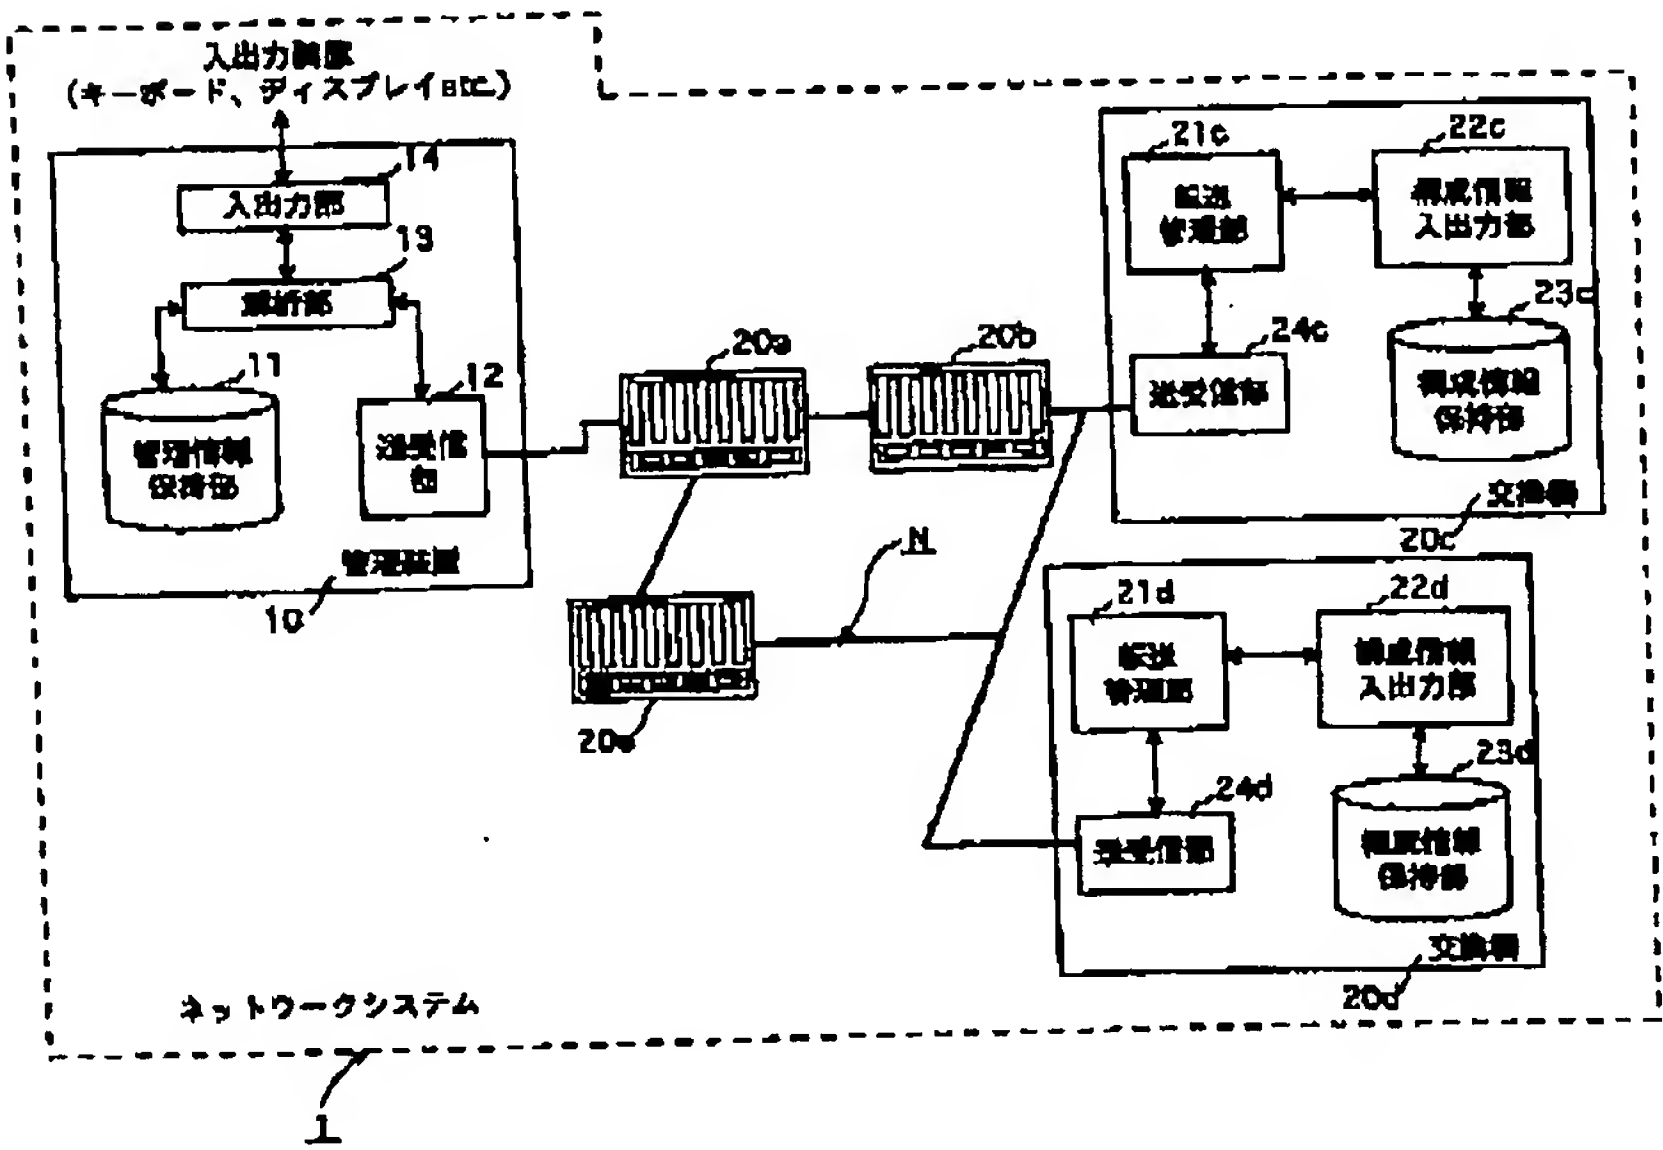 入出力装置
(キーボード、ディスプレイetc)
14
入出力部
13
解析部
11
管理情報
保持部
12
送受信
部
管理装置
10
20a
20b
20e
N
21c
転送
管理部
22c
構成情報
入出力部
23c
構成情報
保持部
24c
送受信部
交換機
20c
21d
転送
管理部
22d
構成情報
入出力部
23d
構成情報
保持部
24d
送受信部
交換機
20d
ネットワークシステム
1